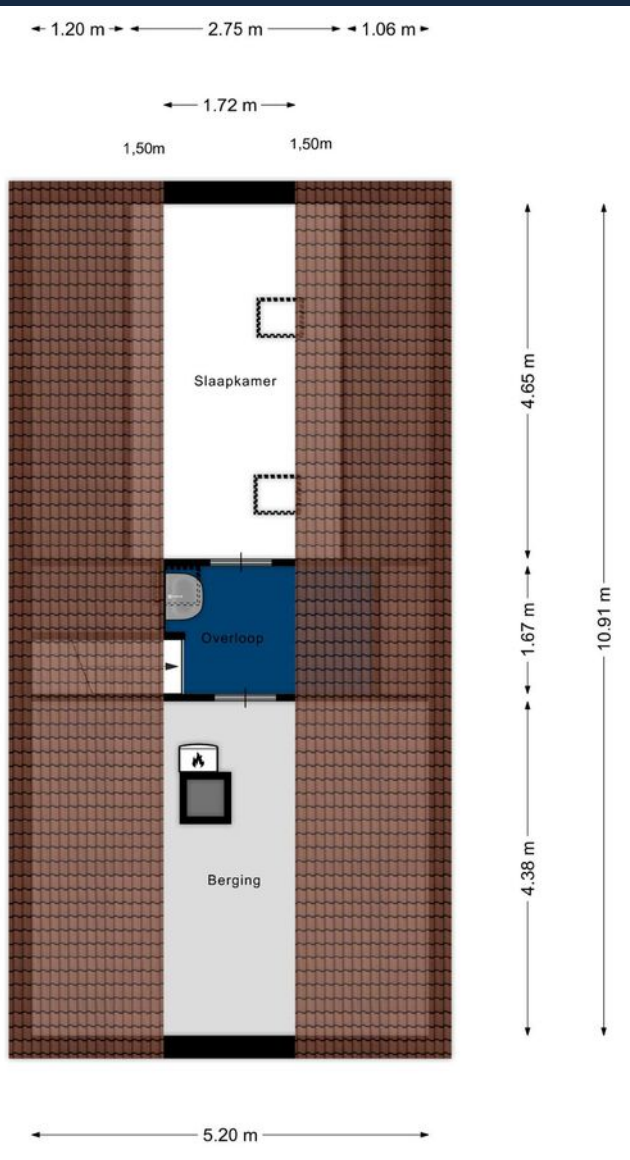 1.20 m 2.75 m 1.06 m
1.72 m
1,50m 1,50m
Slaapkamer
4.65 m
Overloop
1.67 m
10.91 m
Berging
4.38 m
5.20 m